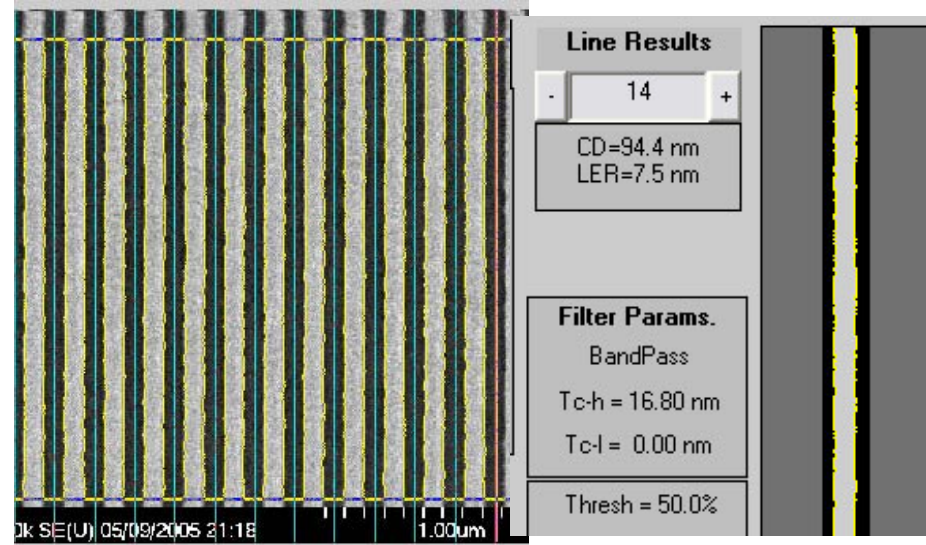 Line Results
- 14 +
CD=94.4 nm
LER=7.5 nm
Filter Params.
BandPass
Tc-h = 16.80 nm
Tc-l = 0.00 nm
Thresh = 50.0%
0k SE(U) 05/09/2005 21:18 1.00um